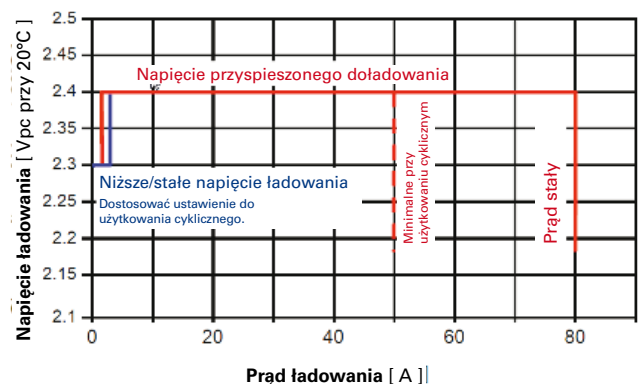 Napięcie ładowania [ Vpc przy 20°C ]
2.5
2.45
2.4
2.35
2.3
2.25
2.2
2.15
2.1
Napięcie przyspieszonego doładowania
Niższe/stałe napięcie ładowania
Dostosować ustawienie do
użytkowania cyklicznego.
Minimalne przy
użytkowaniu cyklicznym
Prąd stały
0 20 40 60 80
Prąd ładowania [ A ]